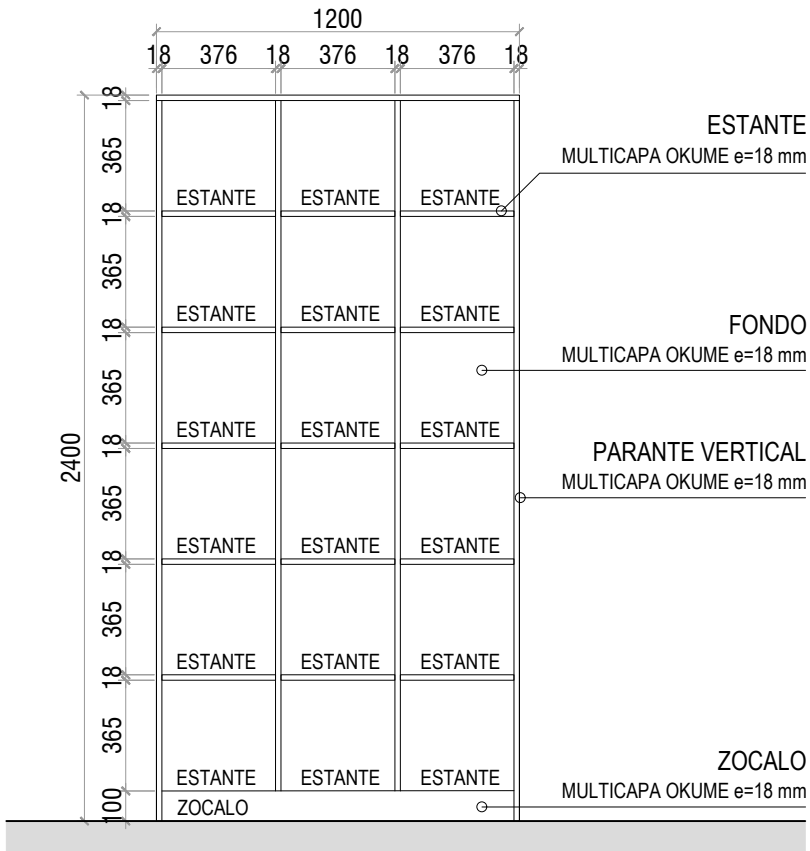 1200
18 376 18 376 18 376 18
18
365
18
365
18
365
18
365
18
365
18
365
100
2400
ESTANTE ESTANTE ESTANTE
ESTANTE ESTANTE ESTANTE
ESTANTE ESTANTE ESTANTE
ESTANTE ESTANTE ESTANTE
ESTANTE ESTANTE ESTANTE
ESTANTE ESTANTE ESTANTE
ZOCALO
ESTANTE
MULTICAPA OKUME e=18 mm
FONDO
MULTICAPA OKUME e=18 mm
PARANTE VERTICAL
MULTICAPA OKUME e=18 mm
ZOCALO
MULTICAPA OKUME e=18 mm